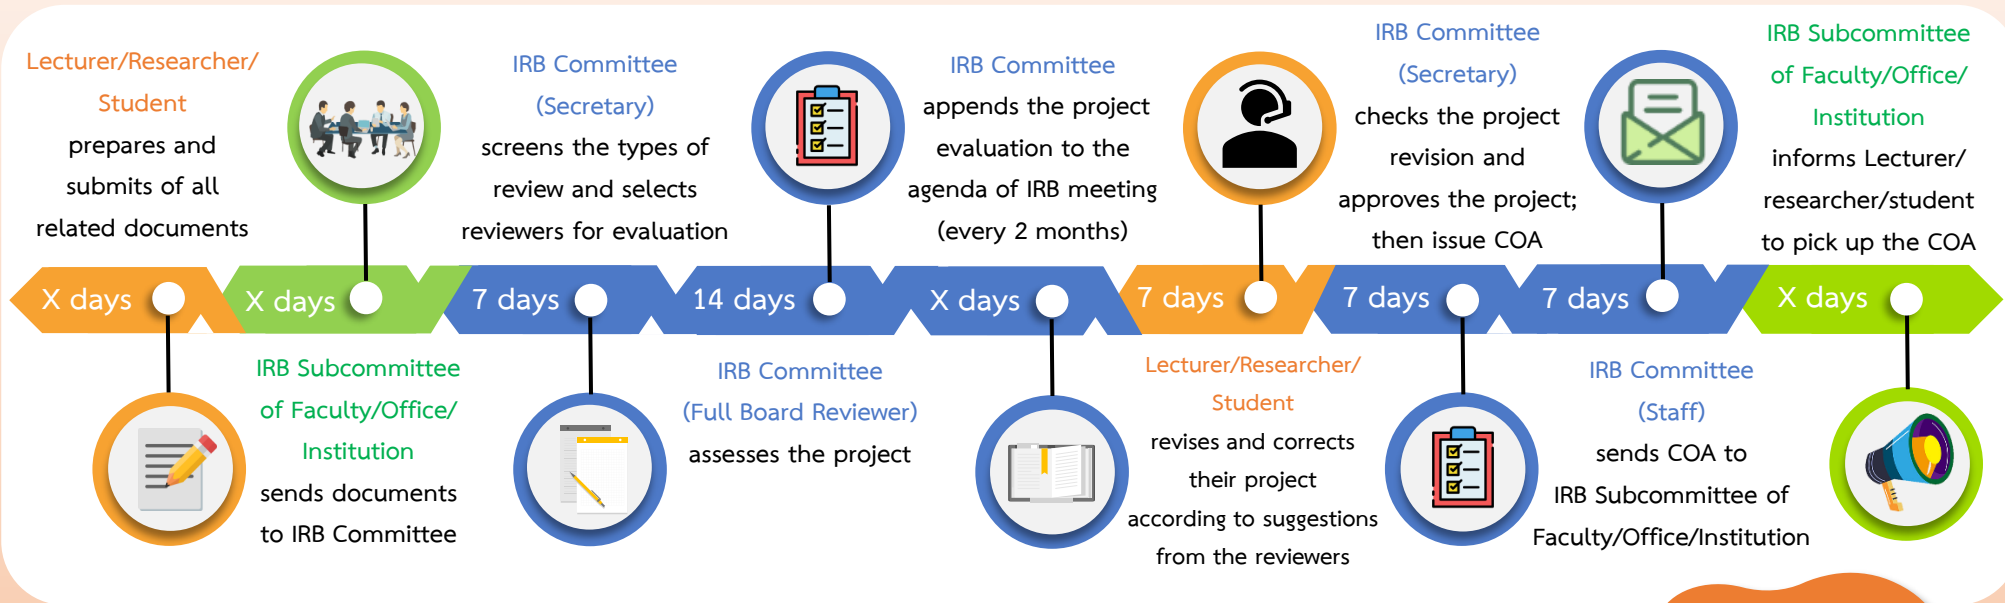 Lecturer/Researcher/
Student
prepares and
submits of all
related documents
X days
X days
IRB Subcommittee
of Faculty/Office/
Institution
sends documents
to IRB Committee
IRB Committee
(Secretary)
screens the types of
review and selects
reviewers for evaluation
7 days
14 days
IRB Committee
(Full Board Reviewer)
assesses the project
IRB Committee
appends the project
evaluation to the
agenda of IRB meeting
(every 2 months)
X days
7 days
Lecturer/Researcher/
Student
revises and corrects
their project
according to suggestions
from the reviewers
IRB Committee
(Secretary)
checks the project
revision and
approves the project;
then issue COA
7 days
7 days
IRB Committee
(Staff)
sends COA to
IRB Subcommittee of
Faculty/Office/Institution
IRB Subcommittee
of Faculty/Office/
Institution
informs Lecturer/
researcher/student
to pick up the COA
X days